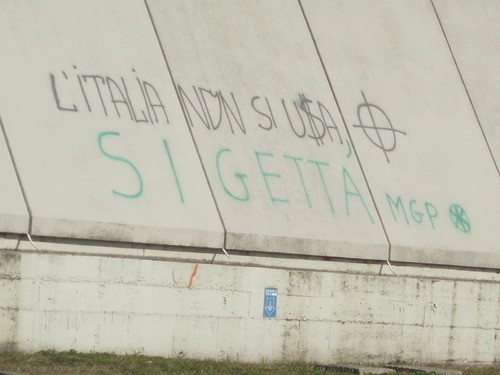 L'ITALIA NON SI U$A,
SI GETTA MGP